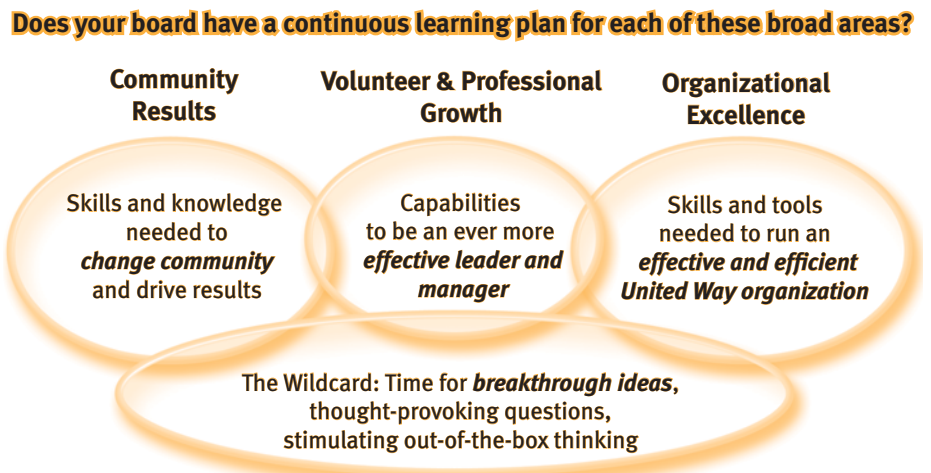 Does your board have a continuous learning plan for each of these broad areas?
Community
Results
Volunteer & Professional
Growth
Organizational
Excellence
Skills and knowledge
needed to
change community
and drive results
Capabilities
to be an ever more
effective leader and
manager
Skills and tools
needed to run an
effective and efficient
United Way organization
The Wildcard: Time for breakthrough ideas,
thought-provoking questions,
stimulating out-of-the-box thinking